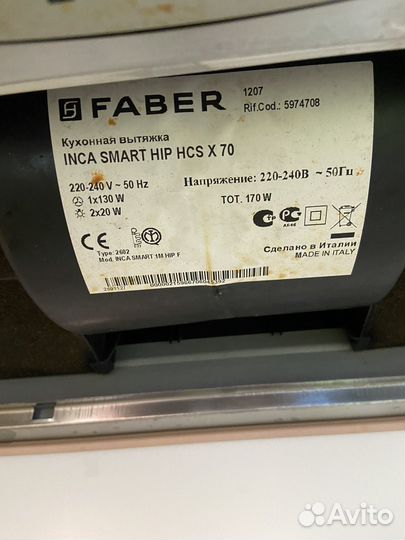 FABER
1207
Rif.Cod.: 5974708
Кухонная вытяжка
INCA SMART HIP HCS X 70
220-240 V ~ 50 Hz
Напряжение: 220-240В ~ 50Гц
1x130 W
TOT. 170 W
2x20 W
CE
Type: 2602
Mod. INCA SMART 1M HIP F
Сделано в Италии
MADE IN ITALY
Avito